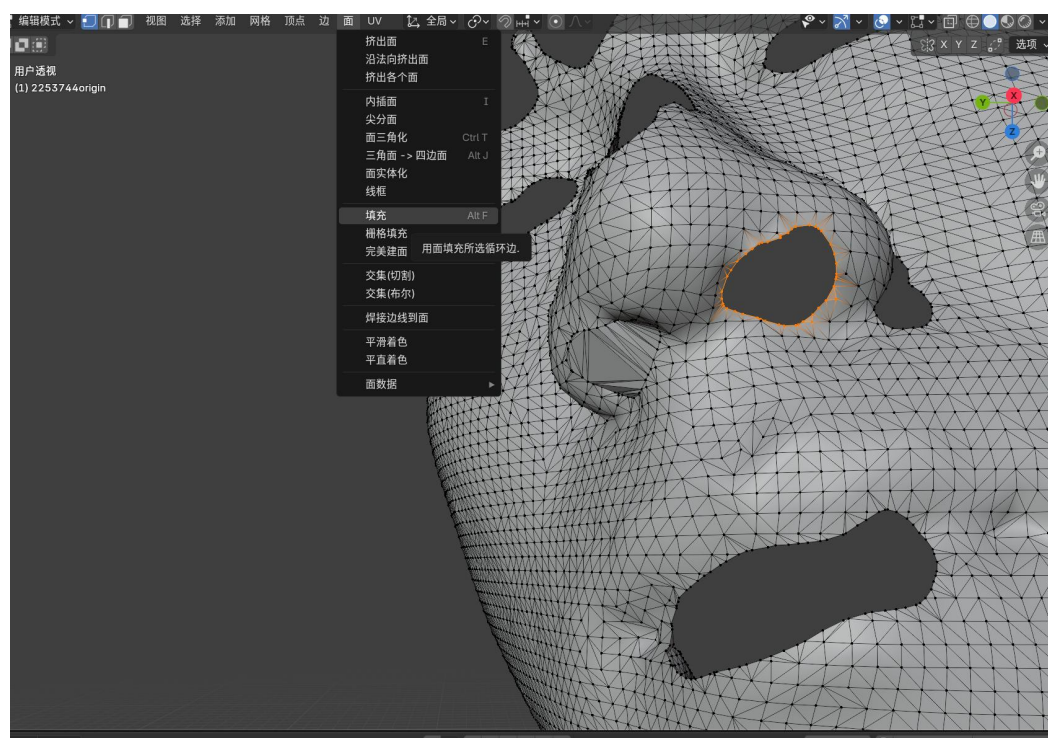 编辑模式 视图 选择 添加 网格 顶点 边 面 UV 全局
X Y Z 选项
用户透视
(1) 2253744origin
挤出面 E
沿法向挤出面
挤出各个面
内插面 I
尖分面
面三角化 Ctrl T
三角面 -> 四边面 Alt J
面实体化
线框
填充 Alt F
栅格填充
完美建面
用面填充所选循环边.
交集(切割)
交集(布尔)
焊接边线到面
平滑着色
平直着色
面数据
X
Y
Z